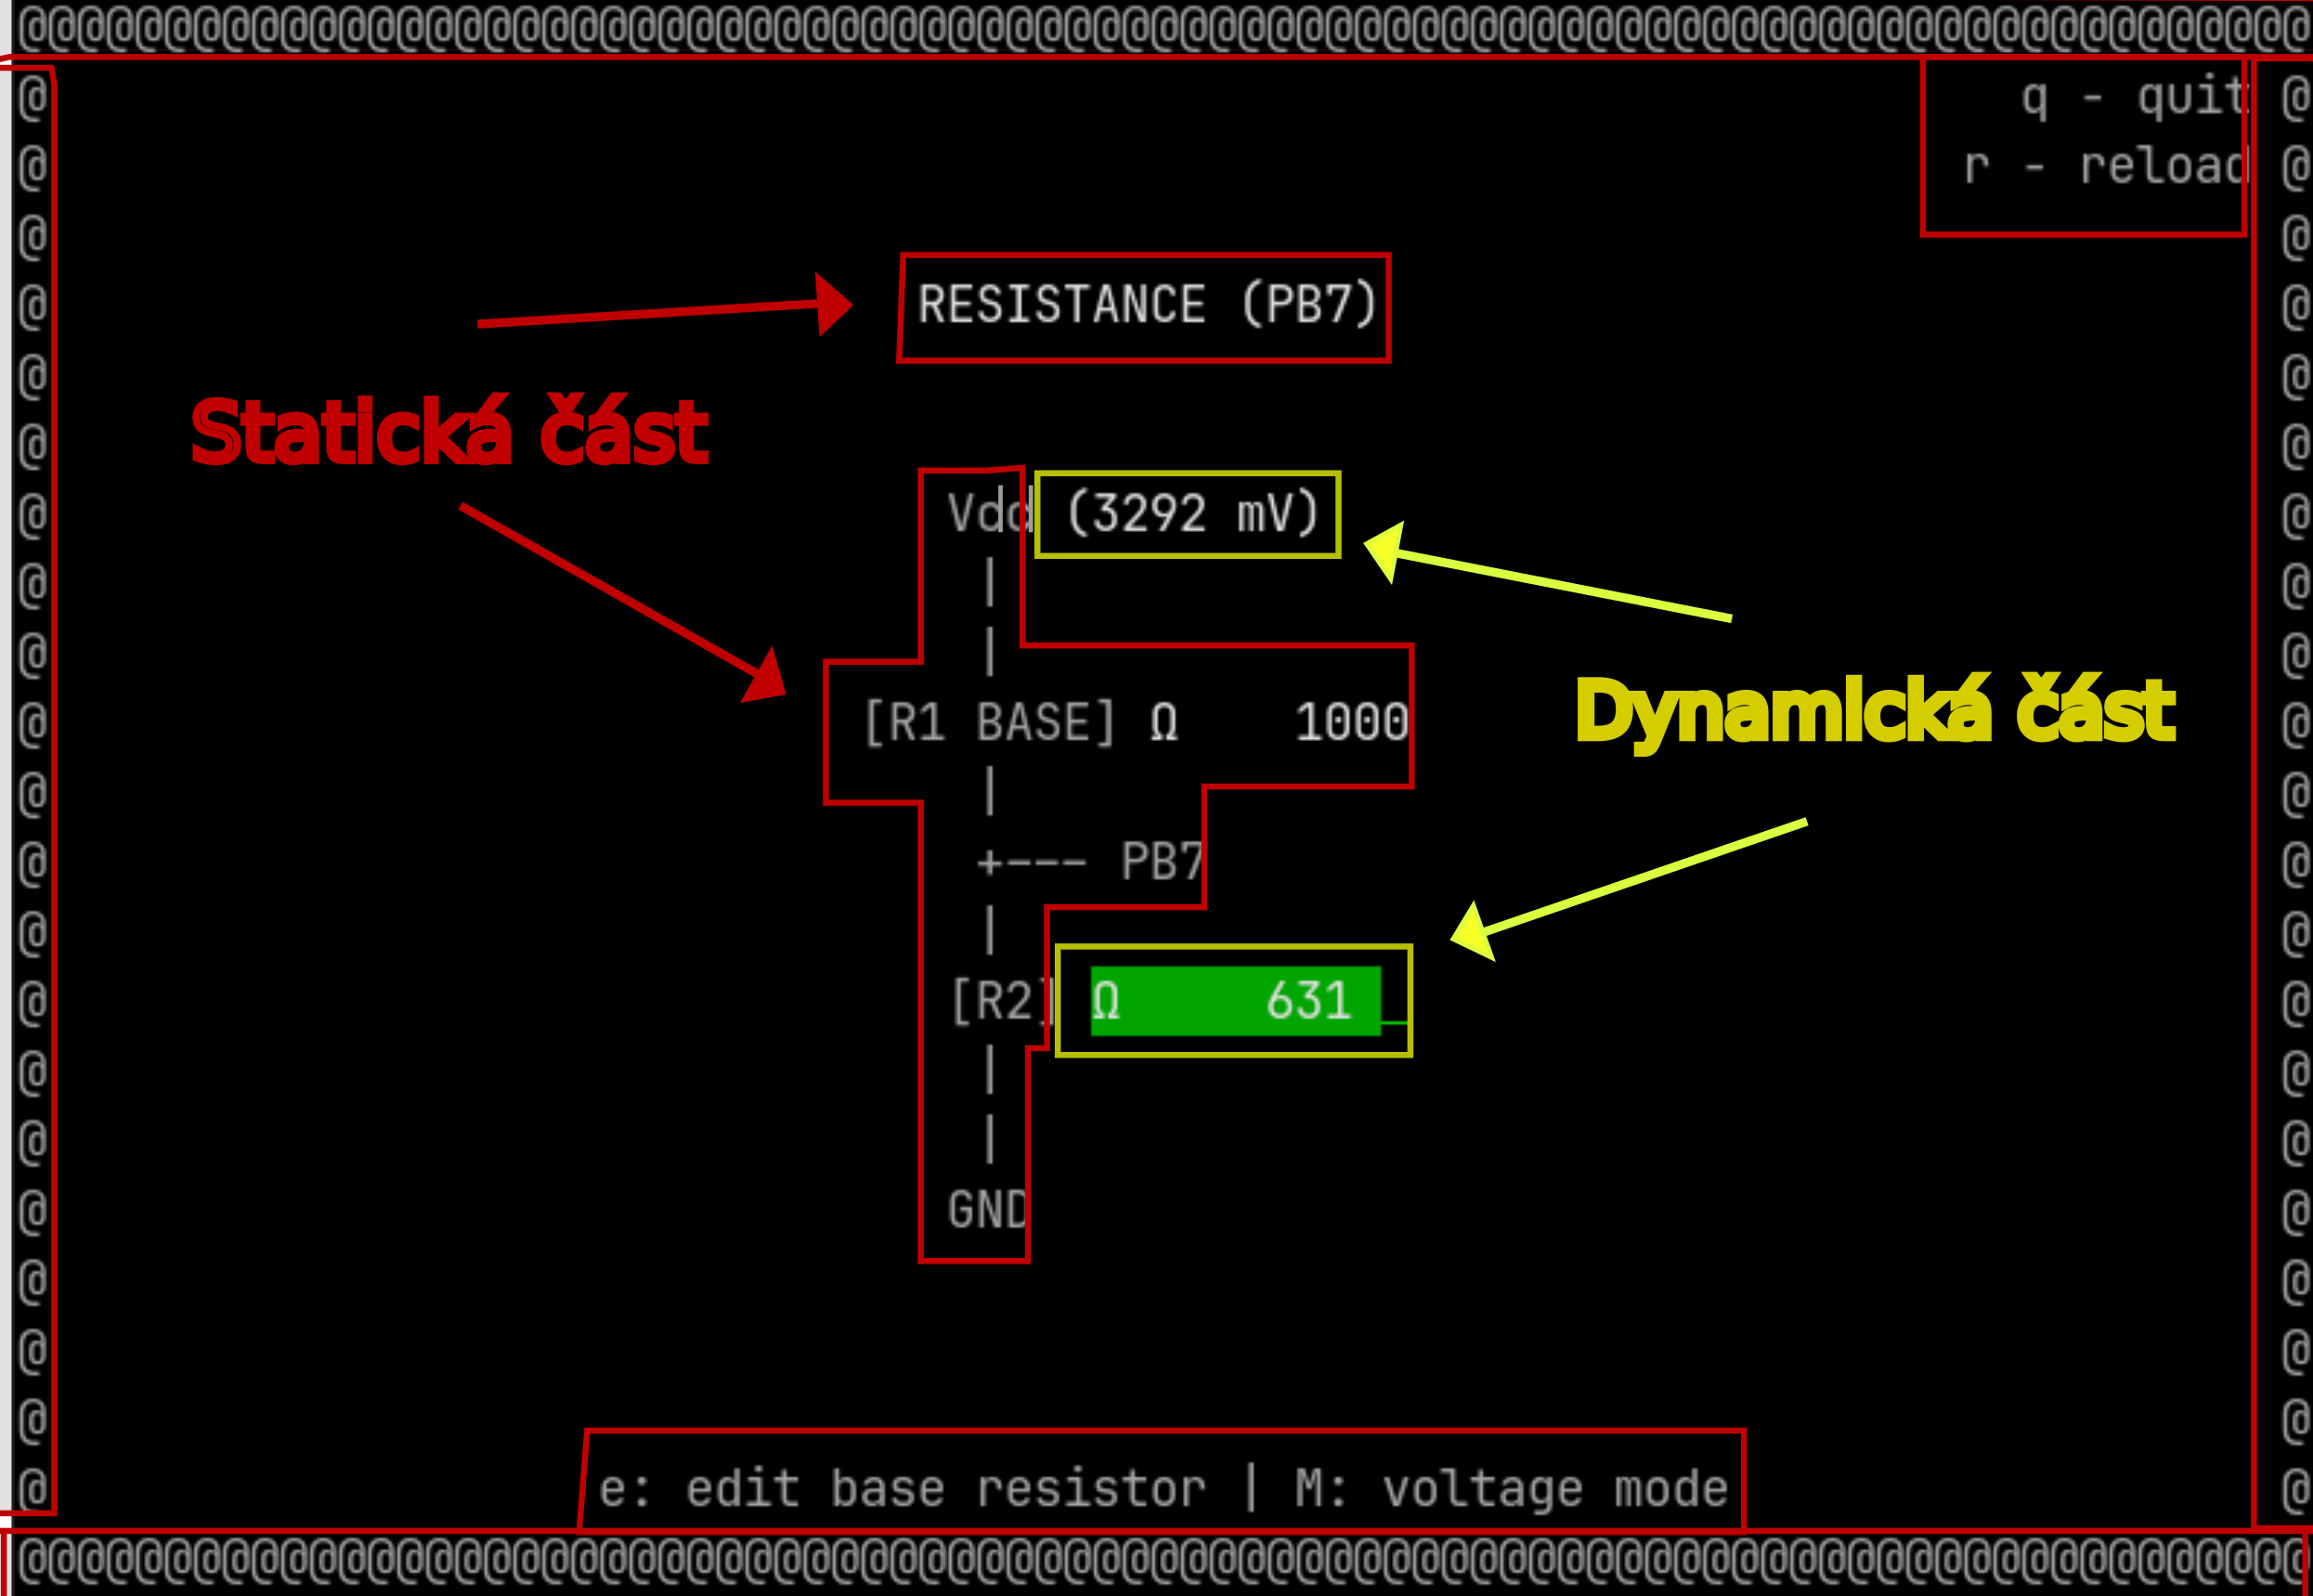 @@@@@@@@@@@@@@@@@@@@@@@@@@@@@@@@@@@@@@@@@@@@@@@@@@@@@@@@@@@@@@@@@@@@@@@@@@@@@@@
@ q - quit @
@ r - reload @
@ @
@ RESISTANCE (PB7) @
@ @
@ Statická část @
@ Vdd (3292 mV) @
@ | @
@ | @
@ [R1 BASE] Ω 1000 Dynamická část @
@ | @
@ +--- PB7 @
@ | @
@ [R2] Ω 631 _ @
@ | @
@ | @
@ GND @
@ @
@ @
@ @
@ e: edit base resistor | M: voltage mode @
@@@@@@@@@@@@@@@@@@@@@@@@@@@@@@@@@@@@@@@@@@@@@@@@@@@@@@@@@@@@@@@@@@@@@@@@@@@@@@@